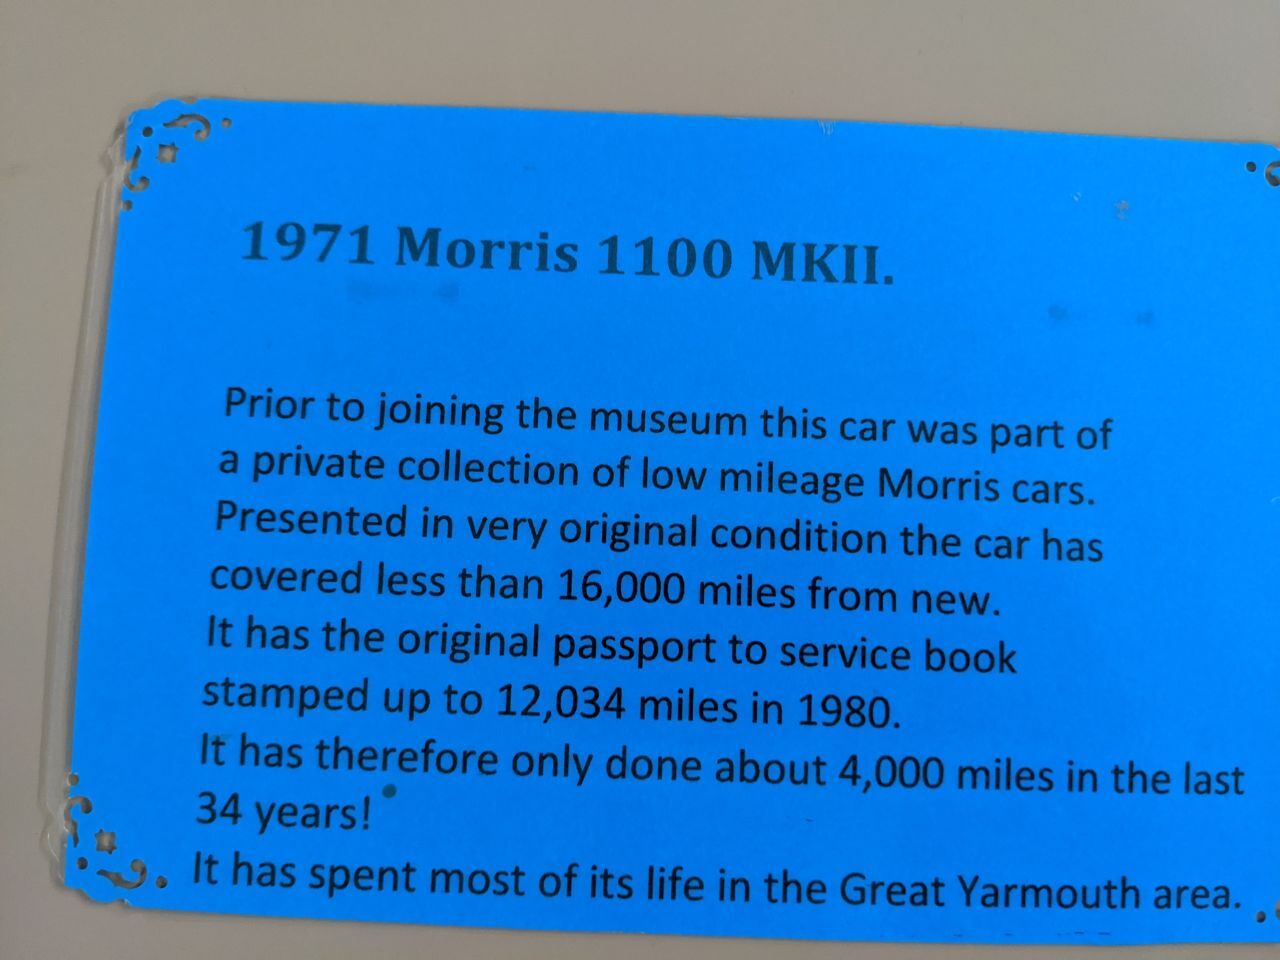 1971 Morris 1100 MKII.
Prior to joining the museum this car was part of
a private collection of low mileage Morris cars.
Presented in very original condition the car has
covered less than 16,000 miles from new.
It has the original passport to service book
stamped up to 12,034 miles in 1980.
It has therefore only done about 4,000 miles in the last
34 years!
It has spent most of its life in the Great Yarmouth area.